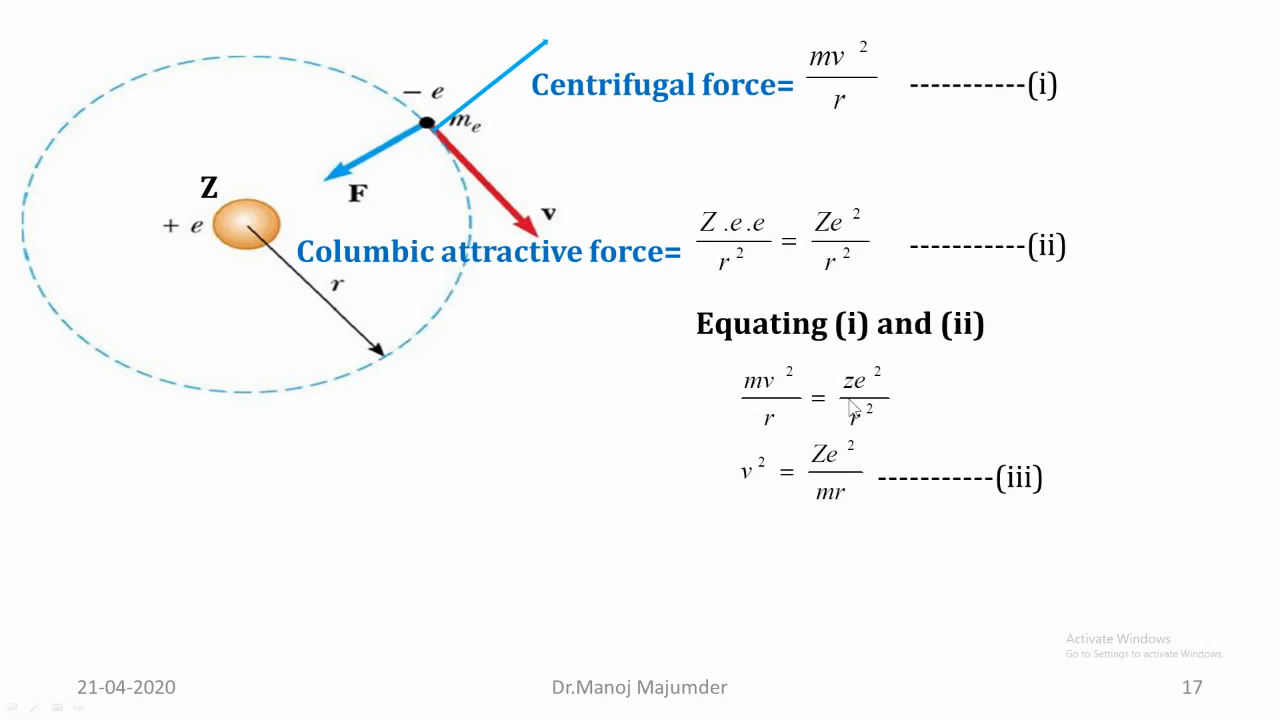 Centrifugal force= mv² / r -----------(i)
– e
mₑ
F
v
Z
+ e
r
Columbic attractive force= Z.e.e / r² = Ze² / r² -----------(ii)
Equating (i) and (ii)
mv² / r = ze² / r²
v² = Ze² / mr -----------(iii)
Activate Windows
Go to Settings to activate Windows.
21-04-2020
Dr.Manoj Majumder
17